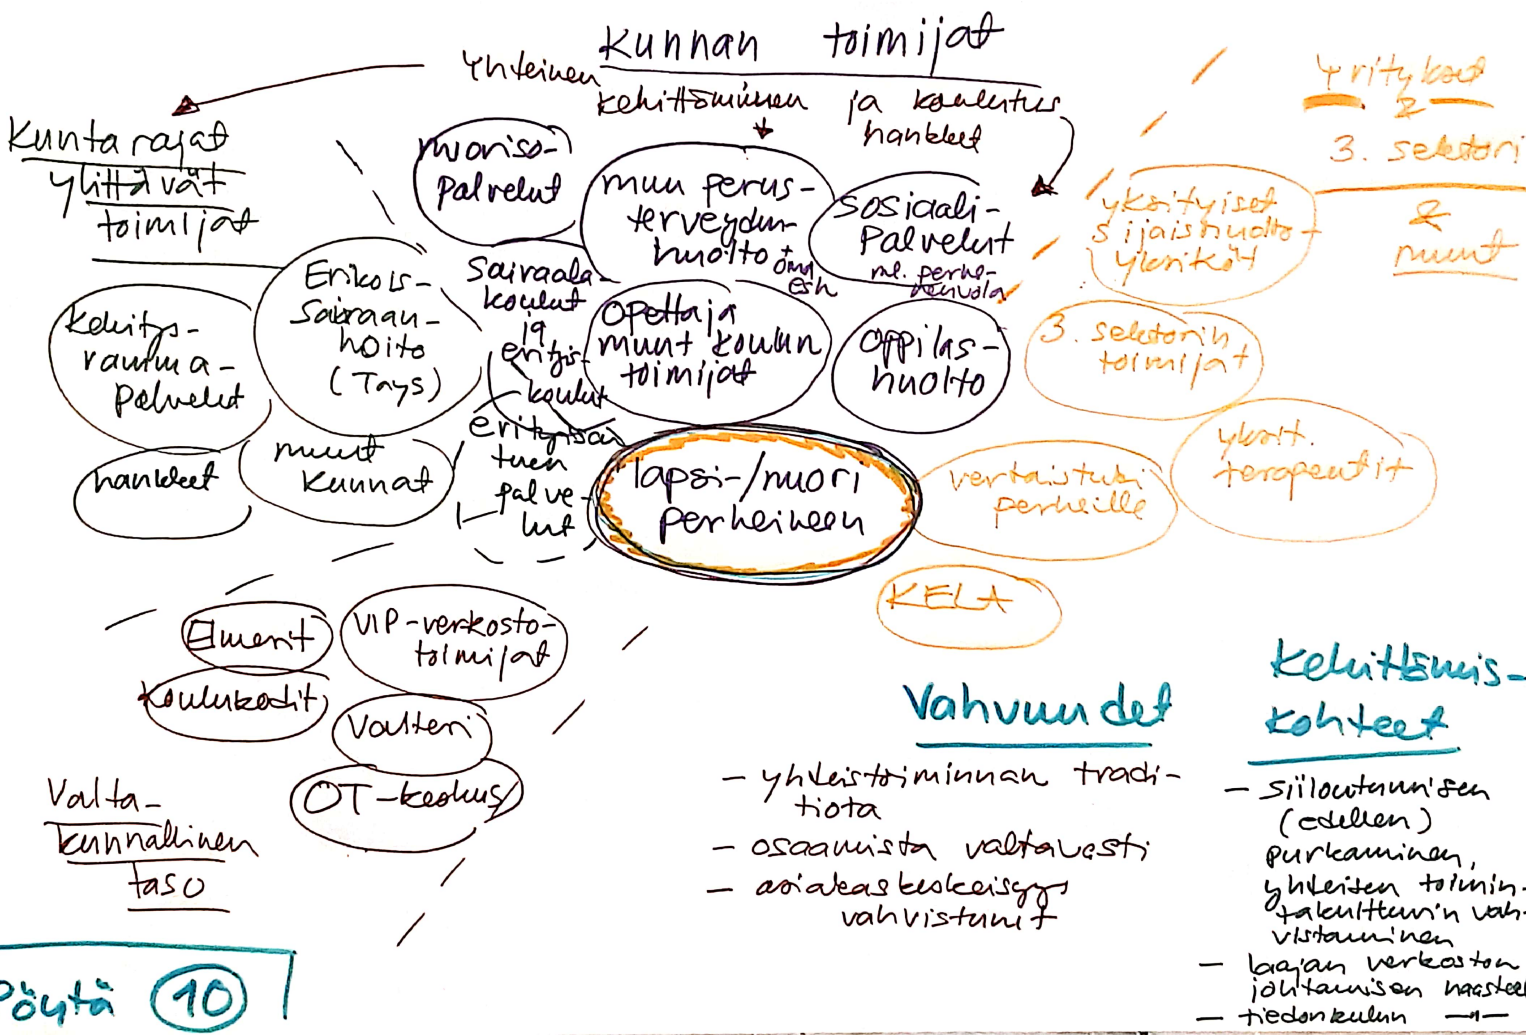 Kunnan toimijat
Yhteinen
kehittäminen ja koulutus
hankkeet
Kuntarajat
ylittävät
toimijat
nuoriso-
palvelut
muu perus-
terveyden-
huolto
+
oma
esh
sosiaali-
palvelut
ml. perhe-
neuvola
Yritykset
&
3. sektori
&
muut
yksityiset
sijaishuolto-
yksiköt
Kehitys-
vamma-
palvelut
Erikois-
sairaan-
hoito
(Tays)
Sairaala-
koulut
ja
erityis-
koulut
Opettaja
muut koulun
toimijat
oppilas-
huolto
3. sektorin
toimijat
hankkeet
muut
kunnat
erityisen
tuen
palve-
lut
lapsi-/nuori
perheineen
vertaistuki
perheille
yksit.
terapeutit
KELA
Elmerit
VIP-verkosto-
toimijat
Koulukodit
Valteri
OT-keskus
Valta-
kunnallinen
taso
Vahvuudet
- yhteistoiminnan tradi-
tiota
- osaamista valtavasti
- asiakaskeskeisyys
vahvistunut
Kehittämis-
kohteet
- siiloutumisen
(edelleen)
purkaminen,
yhteisen toimin-
takulttuurin vah-
vistaminen
- laajan verkoston
johtamisen haasteet
- tiedonkulun -"-
Pöytä 10